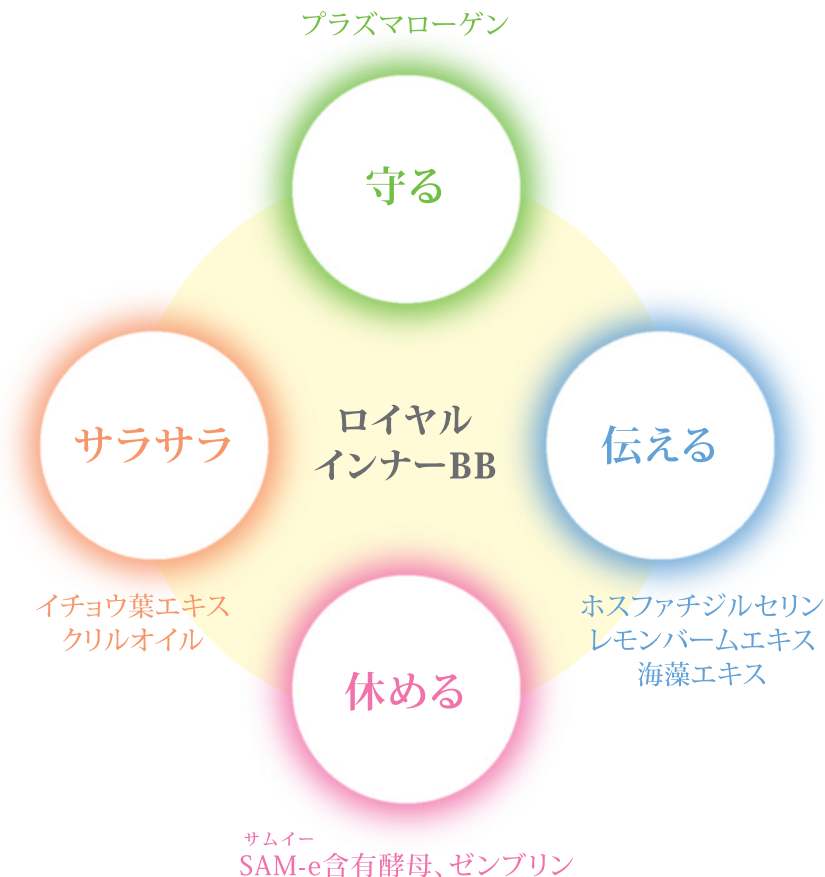 プラズマローゲン
守る
サラサラ
ロイヤル
インナーBB
伝える
イチョウ葉エキス
クリルオイル
ホスファチジルセリン
レモンバームエキス
海藻エキス
休める
サムイー
SAM-e含有酵母、ゼンブリン